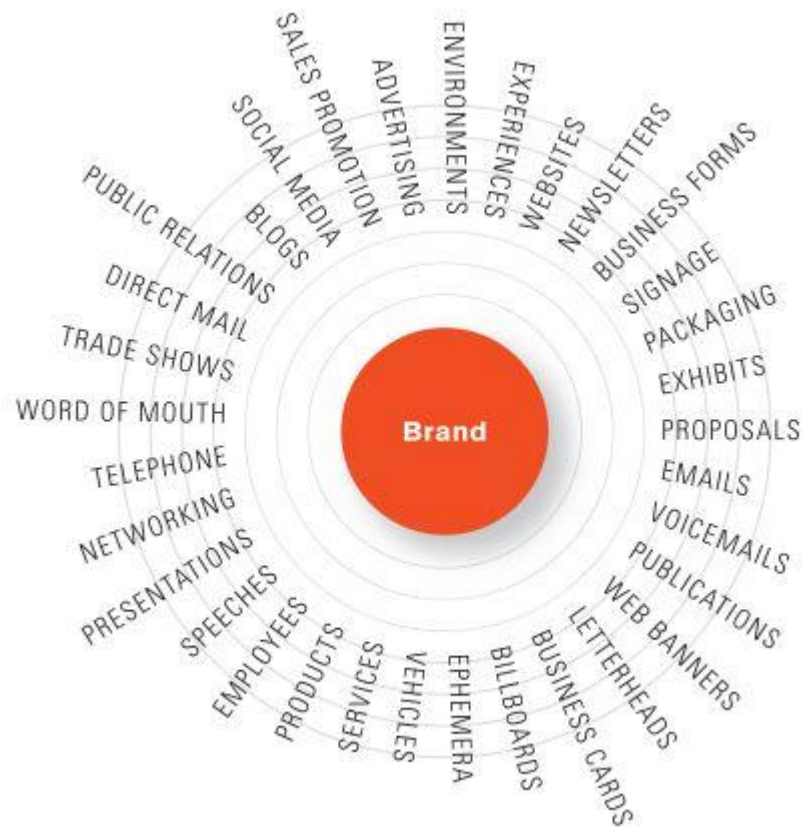 Brand
ENVIRONMENTS
EXPERIENCES
WEBSITES
NEWSLETTERS
BUSINESS FORMS
SIGNAGE
PACKAGING
EXHIBITS
PROPOSALS
EMAILS
VOICEMAILS
PUBLICATIONS
WEB BANNERS
LETTERHEADS
BUSINESS CARDS
BILLBOARDS
EPHEMERA
VEHICLES
SERVICES
PRODUCTS
EMPLOYEES
SPEECHES
PRESENTATIONS
NETWORKING
TELEPHONE
WORD OF MOUTH
TRADE SHOWS
DIRECT MAIL
PUBLIC RELATIONS
BLOGS
SOCIAL MEDIA
SALES PROMOTION
ADVERTISING